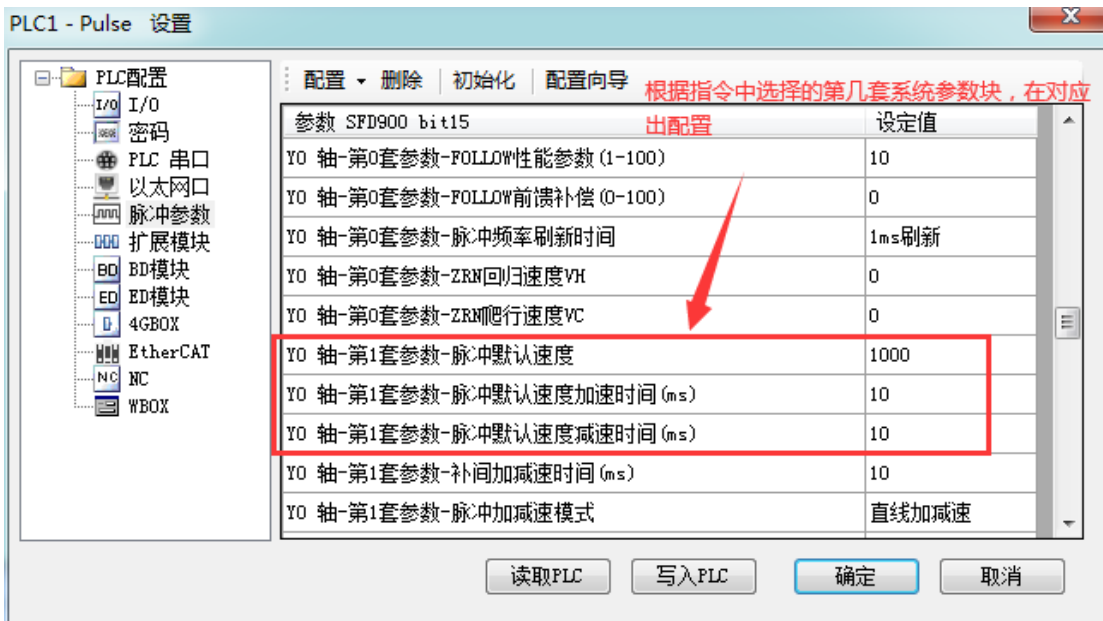 PLC1 - Pulse 设置
PLC配置
I/O I/O
密码
PLC 串口
以太网口
脉冲参数
扩展模块
BD BD模块
ED ED模块
4GBOX
EtherCAT
NC NC
WBOX
配置 删除 初始化 配置向导
根据指令中选择的第几套系统参数块，在对应
出配置
参数 SFD900 bit15 设定值
Y0 轴-第0套参数-FOLLOW性能参数(1-100) 10
Y0 轴-第0套参数-FOLLOW前馈补偿(0-100) 0
Y0 轴-第0套参数-脉冲频率刷新时间 1ms刷新
Y0 轴-第0套参数-ZRN回归速度VH 0
Y0 轴-第0套参数-ZRN爬行速度VC 0
Y0 轴-第1套参数-脉冲默认速度 1000
Y0 轴-第1套参数-脉冲默认速度加速时间(ms) 10
Y0 轴-第1套参数-脉冲默认速度减速时间(ms) 10
Y0 轴-第1套参数-补间加减速时间(ms) 10
Y0 轴-第1套参数-脉冲加减速模式 直线加减速
读取PLC 写入PLC 确定 取消